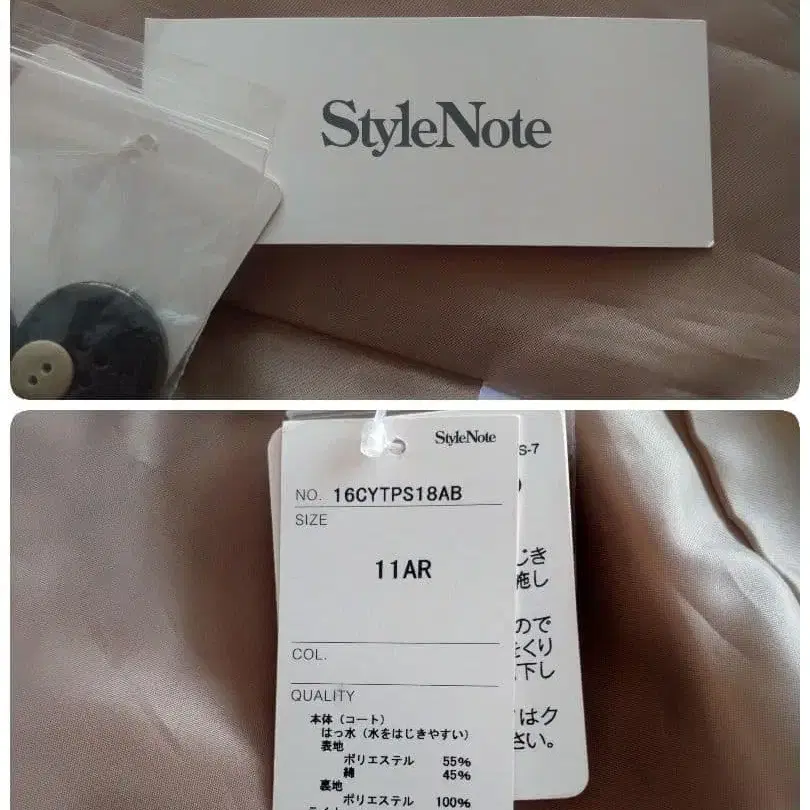 StyleNote
StyleNote
NO. 16CYTPS18AB
SIZE
11AR
COL.
QUALITY
本体（コート）
はっ水（水をはじきやすい）
表地
ポリエステル 55%
綿 45%
裏地
ポリエステル 100%
S-7
じき
施し
ので
くり
下し
はク
さい。